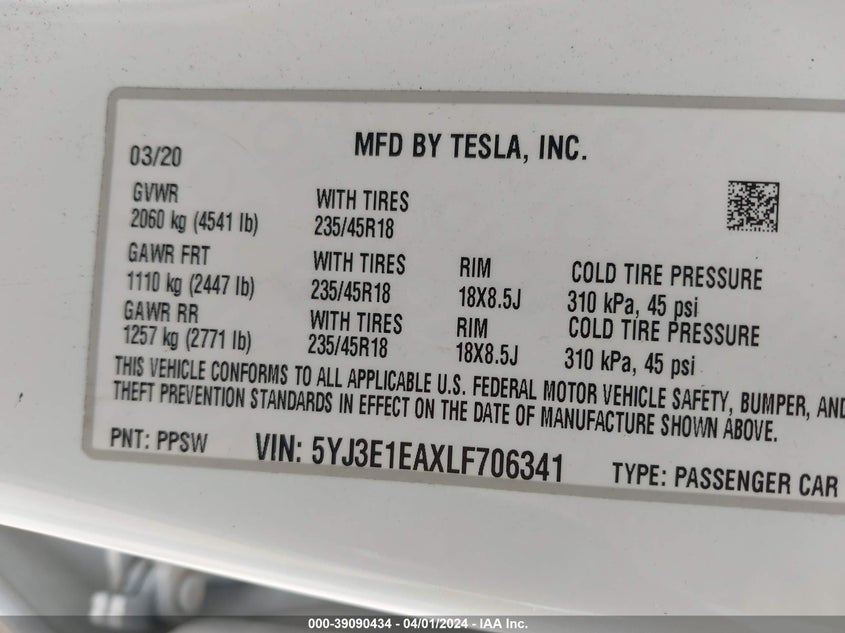 03/20 MFD BY TESLA, INC.
GVWR WITH TIRES
2060 kg (4541 lb) 235/45R18
GAWR FRT WITH TIRES RIM COLD TIRE PRESSURE
1110 kg (2447 lb) 235/45R18 18X8.5J 310 kPa, 45 psi
GAWR RR WITH TIRES RIM COLD TIRE PRESSURE
1257 kg (2771 lb) 235/45R18 18X8.5J 310 kPa, 45 psi
THIS VEHICLE CONFORMS TO ALL APPLICABLE U.S. FEDERAL MOTOR VEHICLE SAFETY, BUMPER, AND
THEFT PREVENTION STANDARDS IN EFFECT ON THE DATE OF MANUFACTURE SHOWN ABOVE.
PNT: PPSW VIN: 5YJ3E1EAXLF706341 TYPE: PASSENGER CAR
000-39090434 - 04/01/2024 - IAA Inc.